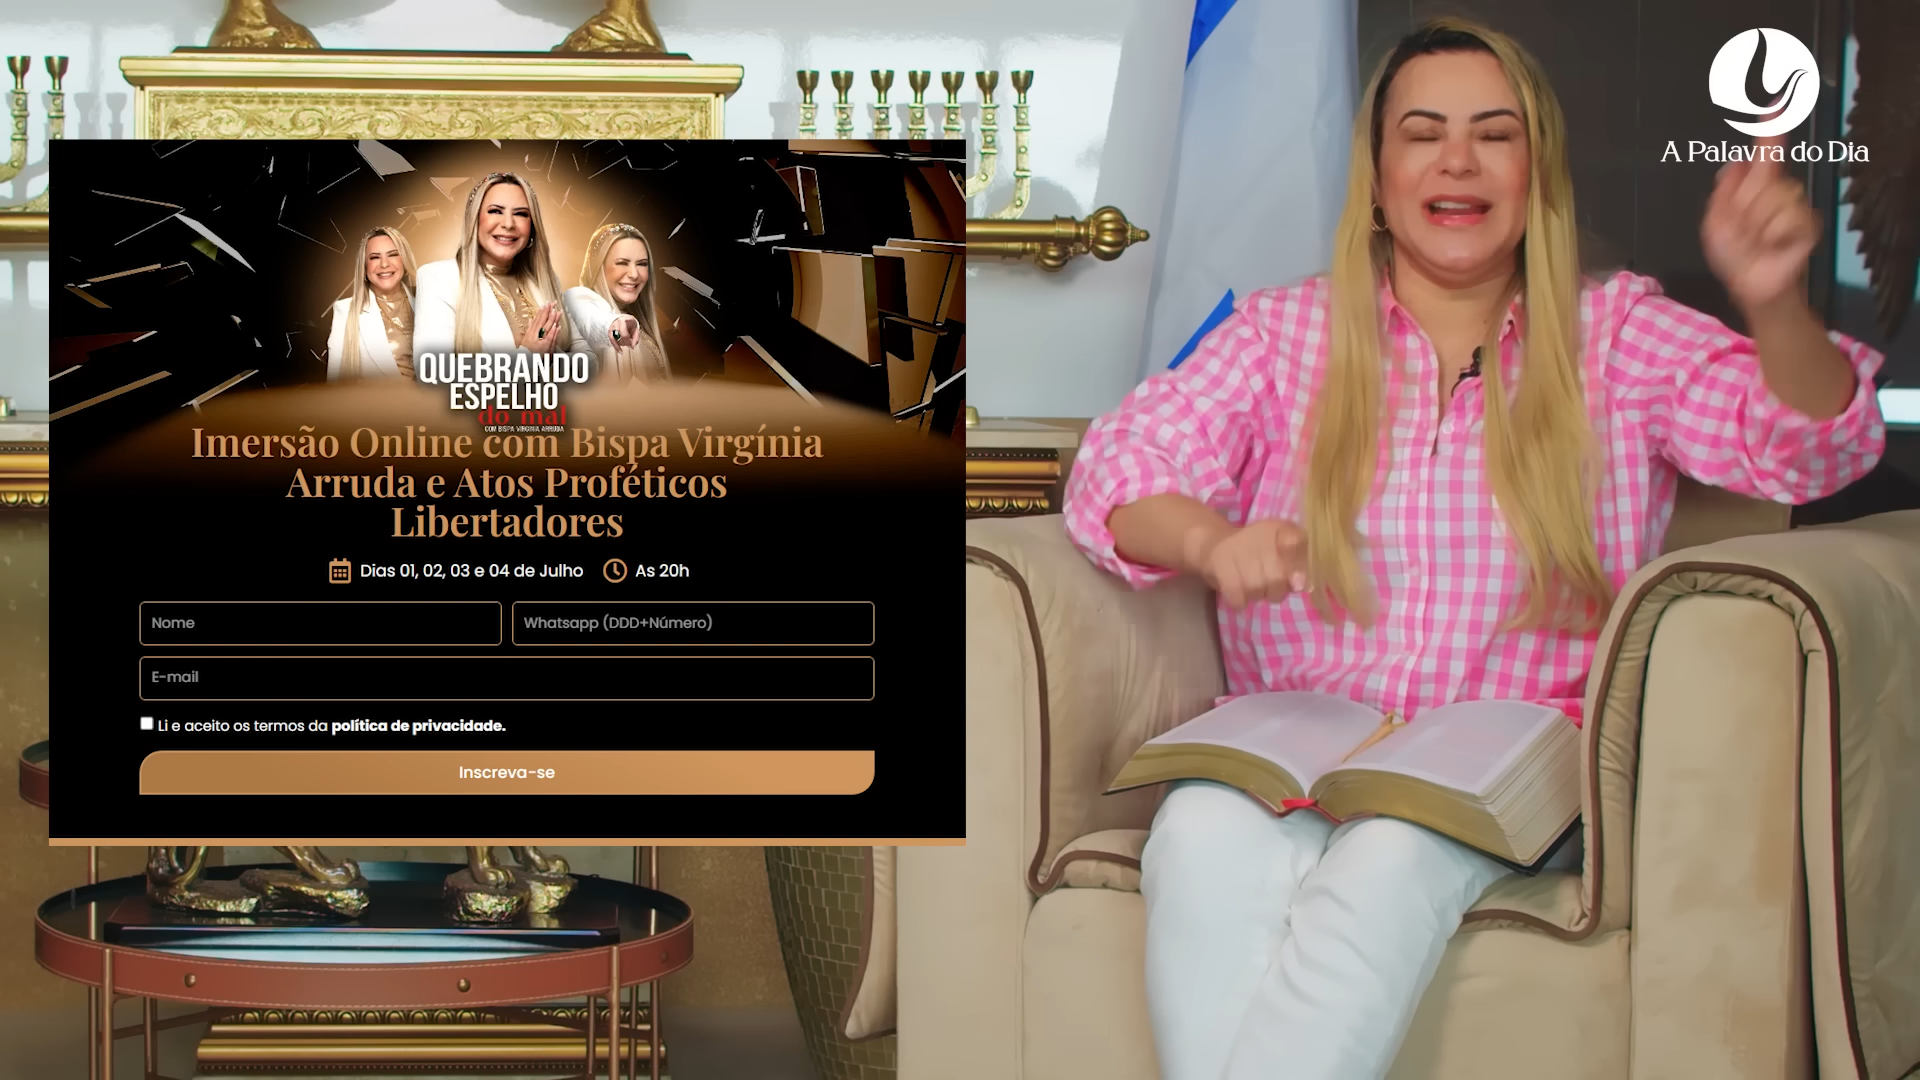 A Palavra do Dia
QUEBRANDO
ESPELHO
do mal
COM BISPA VIRGINIA ARRUDA
Imersão Online com Bispa Virgínia
Arruda e Atos Proféticos
Libertadores
Dias 01, 02, 03 e 04 de Julho As 20h
Nome Whatsapp (DDD+Número)
E-mail
Li e aceito os termos da política de privacidade.
Inscreva-se